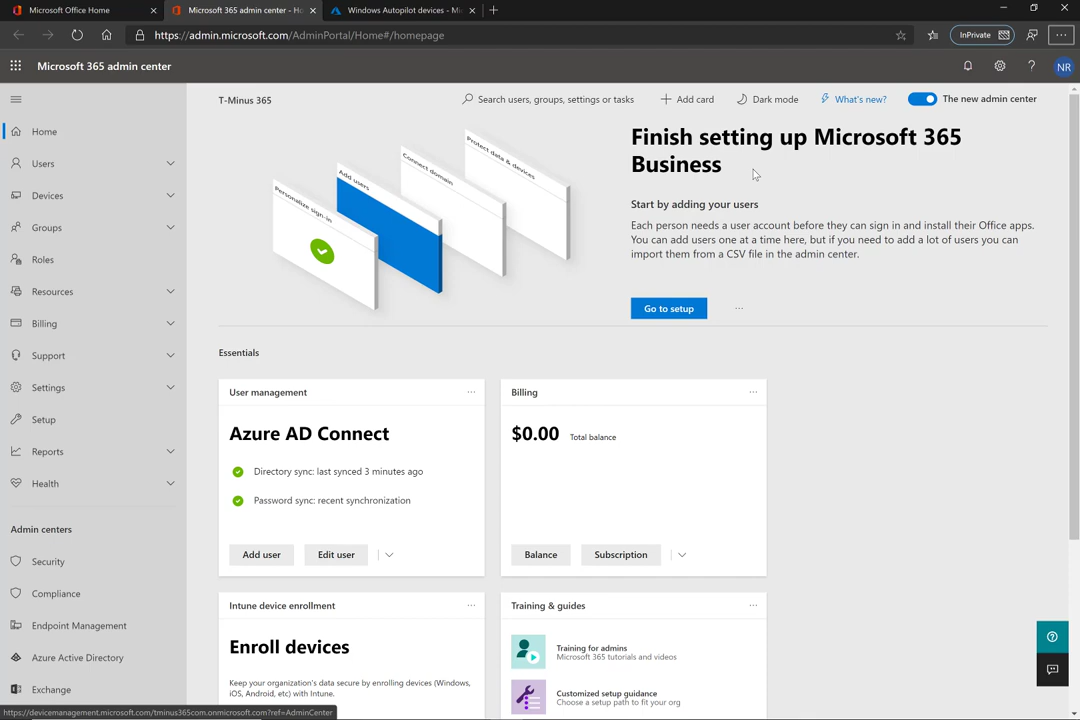 Microsoft Office Home
Microsoft 365 admin center - Ho
Windows Autopilot devices - Mi
https://admin.microsoft.com/AdminPortal/Home#/homepage
InPrivate
Microsoft 365 admin center
NR
T-Minus 365
Search users, groups, settings or tasks
Add card
Dark mode
What's new?
The new admin center
Home
Users
Devices
Groups
Roles
Resources
Billing
Support
Settings
Setup
Reports
Health
Admin centers
Security
Compliance
Endpoint Management
Azure Active Directory
Exchange
Personalize sign-in
Add users
Connect domain
Protect data & devices
Finish setting up Microsoft 365
Business
Start by adding your users
Each person needs a user account before they can sign in and install their Office apps.
You can add users one at a time here, but if you need to add a lot of users you can
import them from a CSV file in the admin center.
Go to setup
Essentials
User management
Azure AD Connect
Directory sync: last synced 3 minutes ago
Password sync: recent synchronization
Add user
Edit user
Billing
$0.00 Total balance
Balance
Subscription
Intune device enrollment
Enroll devices
Keep your organization's data secure by enrolling devices (Windows,
iOS, Android, etc) with Intune.
Training & guides
Training for admins
Microsoft 365 tutorials and videos
Customized setup guidance
Choose a setup path to fit your org
https://devicemanagement.microsoft.com/tminus365com.onmicrosoft.com?ref=AdminCenter